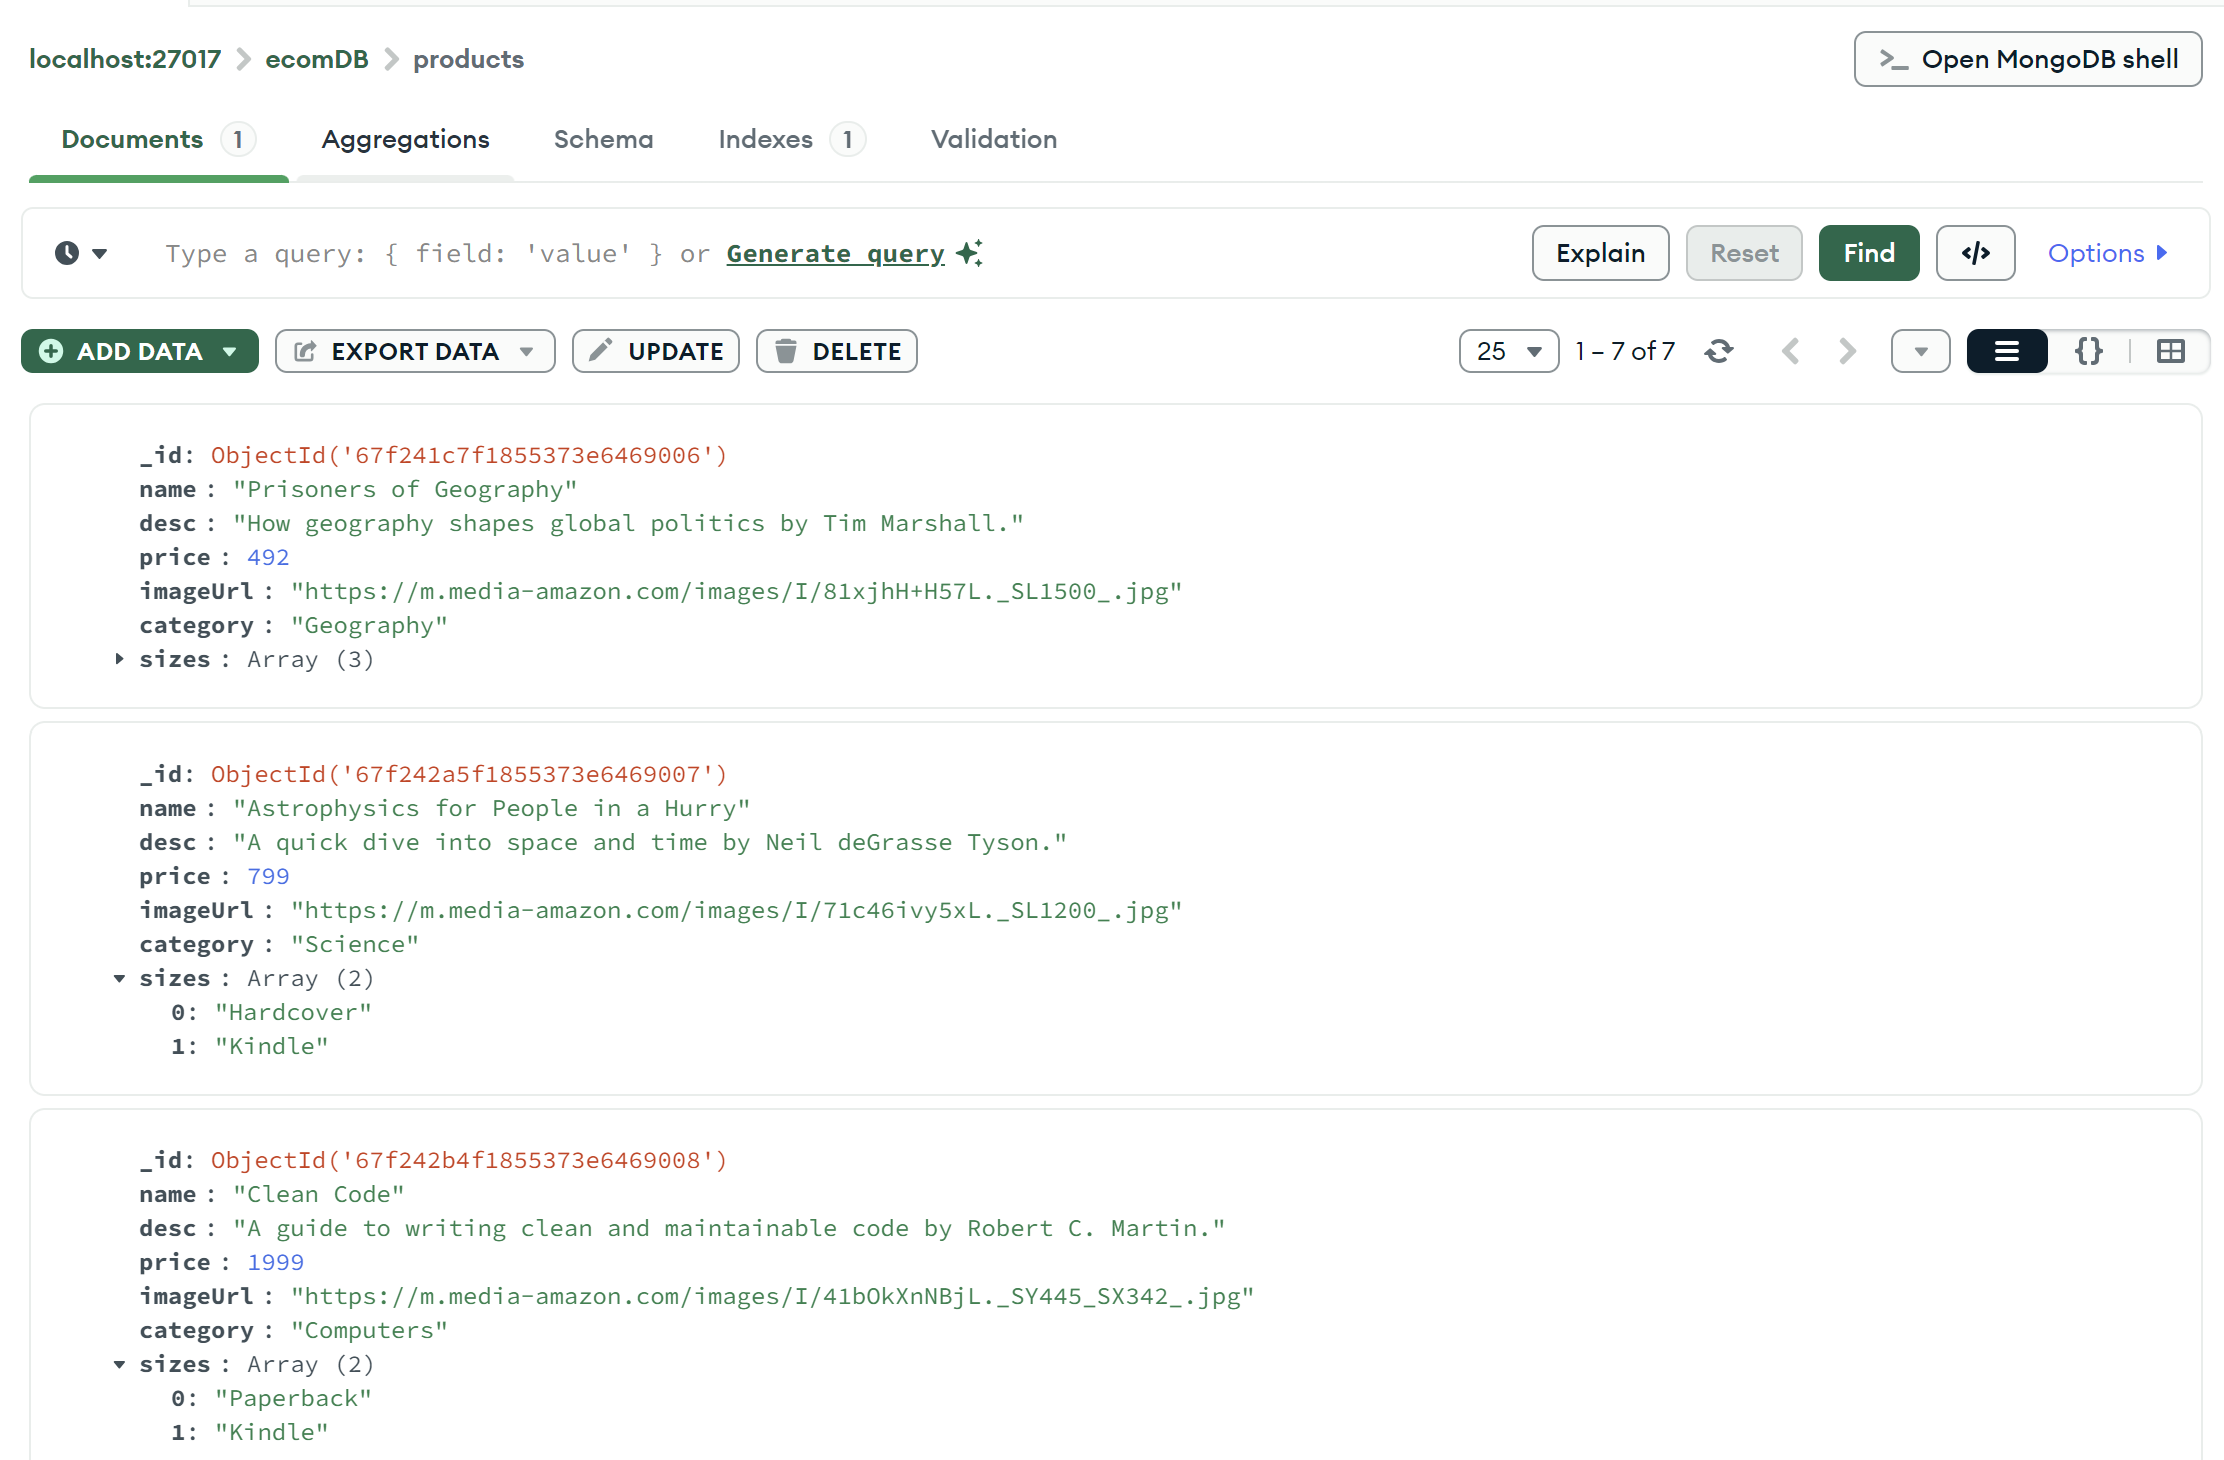 localhost:27017 > ecomDB > products
>_ Open MongoDB shell
Documents 1 Aggregations Schema Indexes 1 Validation
Type a query: { field: 'value' } or Generate query
Explain Reset Find </> Options
ADD DATA EXPORT DATA UPDATE DELETE
25 1 – 7 of 7 {}
_id: ObjectId('67f241c7f1855373e6469006')
name : "Prisoners of Geography"
desc : "How geography shapes global politics by Tim Marshall."
price : 492
imageUrl : "https://m.media-amazon.com/images/I/81xjhH+H57L._SL1500_.jpg"
category : "Geography"
sizes : Array (3)
_id: ObjectId('67f242a5f1855373e6469007')
name : "Astrophysics for People in a Hurry"
desc : "A quick dive into space and time by Neil deGrasse Tyson."
price : 799
imageUrl : "https://m.media-amazon.com/images/I/71c46ivy5xL._SL1200_.jpg"
category : "Science"
sizes : Array (2)
0: "Hardcover"
1: "Kindle"
_id: ObjectId('67f242b4f1855373e6469008')
name : "Clean Code"
desc : "A guide to writing clean and maintainable code by Robert C. Martin."
price : 1999
imageUrl : "https://m.media-amazon.com/images/I/41bOkXnNBjL._SY445_SX342_.jpg"
category : "Computers"
sizes : Array (2)
0: "Paperback"
1: "Kindle"